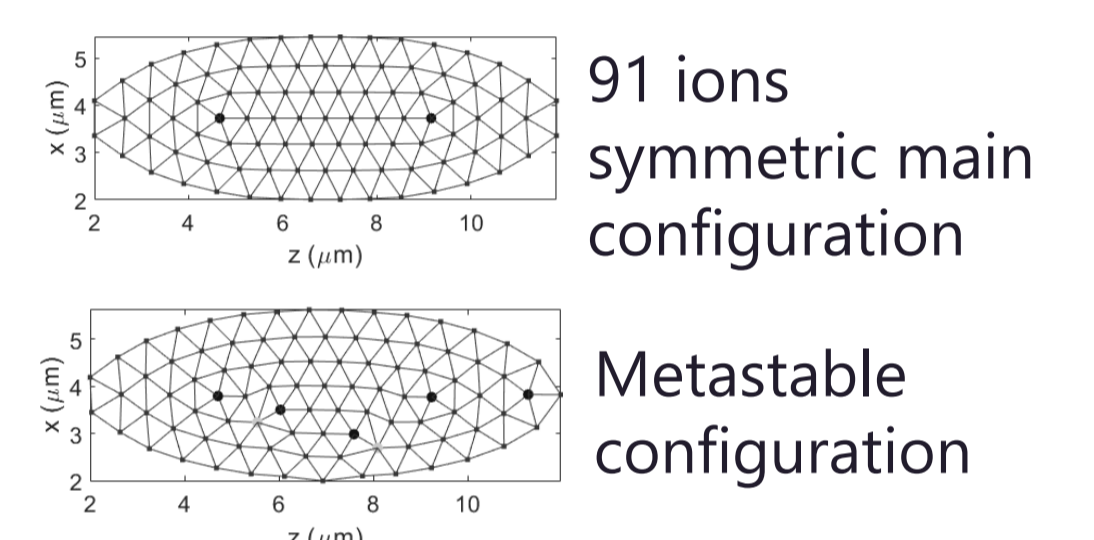 5
4
3
2
x (μm)
2 4 6 8 10
z (μm)
91 ions
symmetric main
configuration
5
4
3
2
x (μm)
2 4 6 8 10
z (μm)
Metastable
configuration